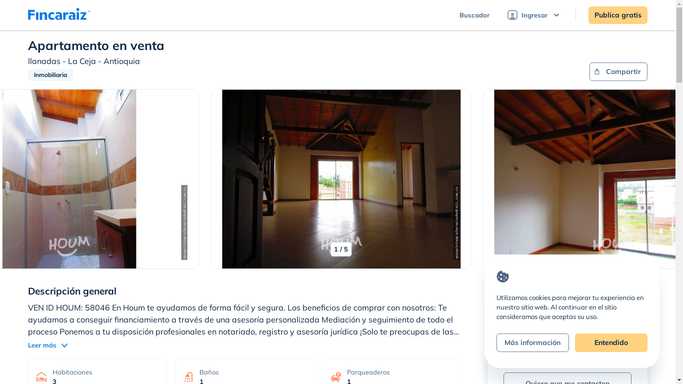 Fincaraiz
Buscador
Ingresar
Publica gratis
Apartamento en venta
llanadas - La Ceja - Antioquia
Inmobiliaria
Compartir
HOUM
HOUM
1 / 5
Descripción general
VEN ID HOUM: 58046 En Houm te ayudamos de forma fácil y segura. Los beneficios de comprar con nosotros: Te
ayudamos a conseguir financiamiento a través de una asesoría personalizada Mediación y seguimiento de todo el
proceso Ponemos a tu disposición profesionales en notariado, registro y asesoría jurídica ¡Solo te preocupas de las...
Leer más
Habitaciones
3
Baños
1
Parqueaderos
1
Utilizamos cookies para mejorar tu experiencia en
nuestro sitio web. Al continuar en el sitio
consideramos que aceptas su uso.
Más información
Entendido
Quiero que me contacten